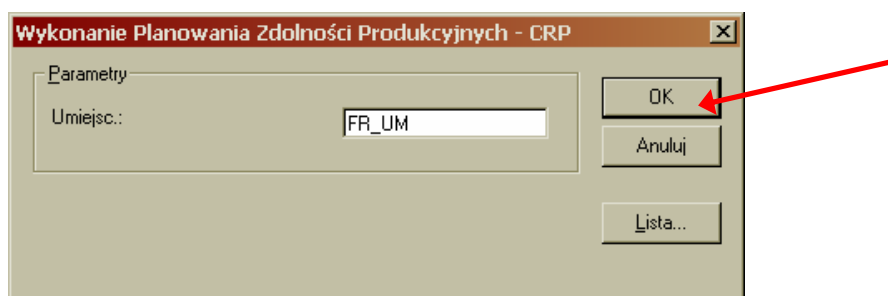 Wykonanie Planowania Zdolności Produkcyjnych - CRP
Parametry
Umiejsc.: FR_UM
OK
Anuluj
Lista...